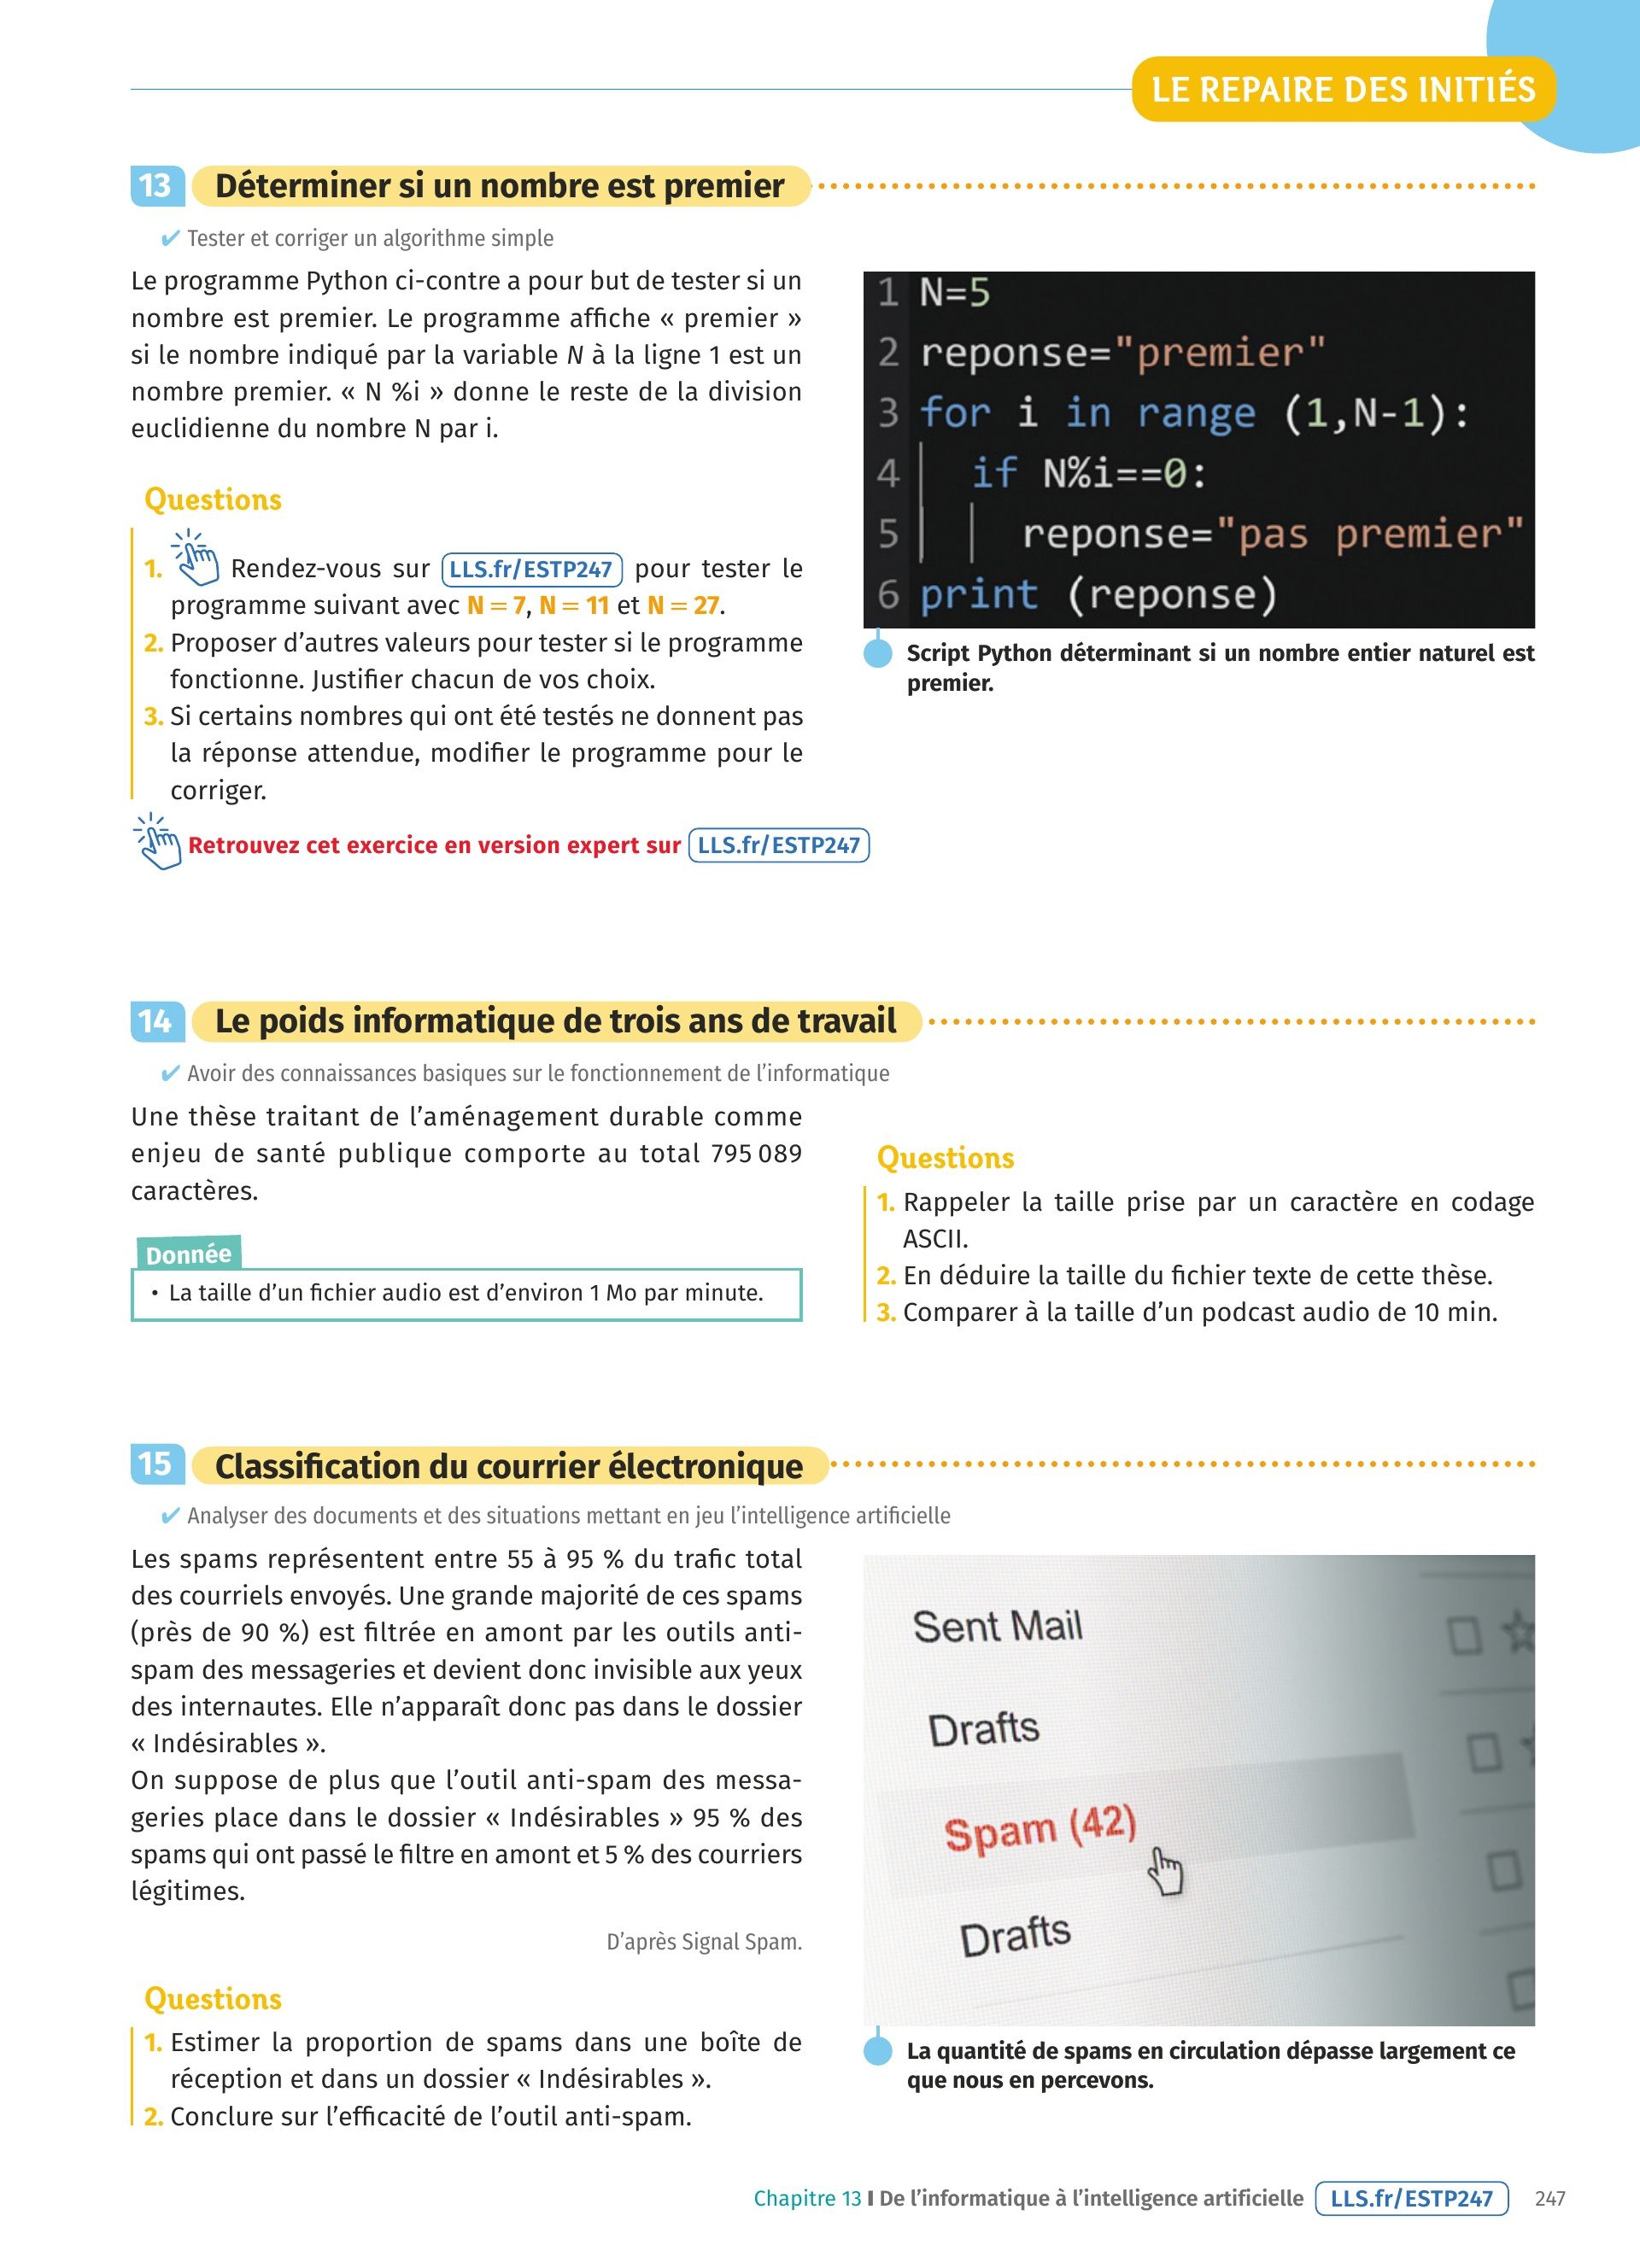 LE REPAIRE DES INITIÉS
13 Déterminer si un nombre est premier
✔ Tester et corriger un algorithme simple
Le programme Python ci-contre a pour but de tester si un
nombre est premier. Le programme affiche « premier »
si le nombre indiqué par la variable N à la ligne 1 est un
nombre premier. « N %i » donne le reste de la division
euclidienne du nombre N par i.
Questions
1. Rendez-vous sur LLS.fr/ESTP247 pour tester le
programme suivant avec N = 7, N = 11 et N = 27.
2. Proposer d'autres valeurs pour tester si le programme
fonctionne. Justifier chacun de vos choix.
3. Si certains nombres qui ont été testés ne donnent pas
la réponse attendue, modifier le programme pour le
corriger.
Retrouvez cet exercice en version expert sur LLS.fr/ESTP247
1 N=5
2 reponse="premier"
3 for i in range (1,N-1):
4 if N%i==0:
5 reponse="pas premier"
6 print (reponse)
Script Python déterminant si un nombre entier naturel est
premier.
14 Le poids informatique de trois ans de travail
✔ Avoir des connaissances basiques sur le fonctionnement de l'informatique
Une thèse traitant de l'aménagement durable comme
enjeu de santé publique comporte au total 795 089
caractères.
Donnée
• La taille d'un fichier audio est d'environ 1 Mo par minute.
Questions
1. Rappeler la taille prise par un caractère en codage
ASCII.
2. En déduire la taille du fichier texte de cette thèse.
3. Comparer à la taille d'un podcast audio de 10 min.
15 Classification du courrier électronique
✔ Analyser des documents et des situations mettant en jeu l'intelligence artificielle
Les spams représentent entre 55 à 95 % du trafic total
des courriels envoyés. Une grande majorité de ces spams
(près de 90 %) est filtrée en amont par les outils anti-
spam des messageries et devient donc invisible aux yeux
des internautes. Elle n'apparaît donc pas dans le dossier
« Indésirables ».
On suppose de plus que l'outil anti-spam des messa-
geries place dans le dossier « Indésirables » 95 % des
spams qui ont passé le filtre en amont et 5 % des courriers
légitimes.
D'après Signal Spam.
Questions
1. Estimer la proportion de spams dans une boîte de
réception et dans un dossier « Indésirables ».
2. Conclure sur l'efficacité de l'outil anti-spam.
Sent Mail
Drafts
Spam (42)
Drafts
La quantité de spams en circulation dépasse largement ce
que nous en percevons.
Chapitre 13 I De l'informatique à l'intelligence artificielle LLS.fr/ESTP247 247